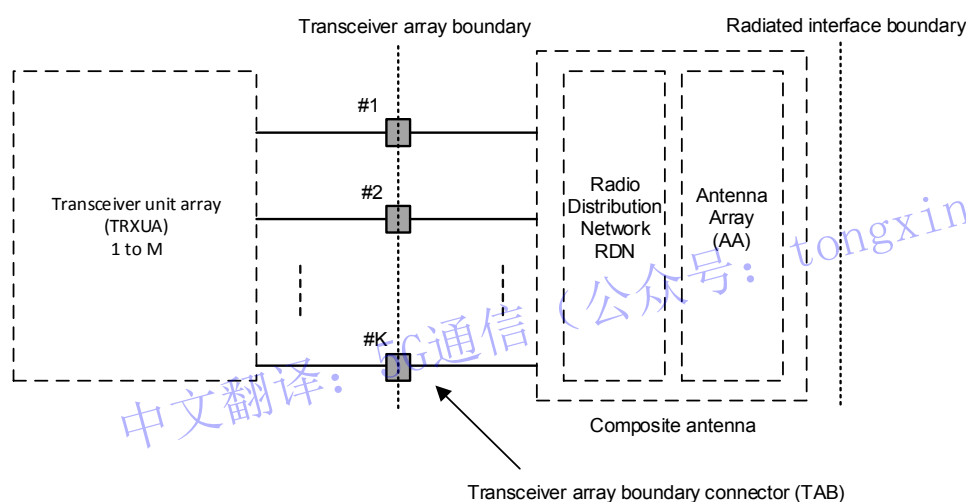 Transceiver array boundary
Radiated interface boundary
#1
#2
#K
Transceiver unit array
(TRXUA)
1 to M
Radio
Distribution
Network
RDN
Antenna
Array
(AA)
Composite antenna
Transceiver array boundary connector (TAB)
中文翻译：5G通信（公众号：tongxin